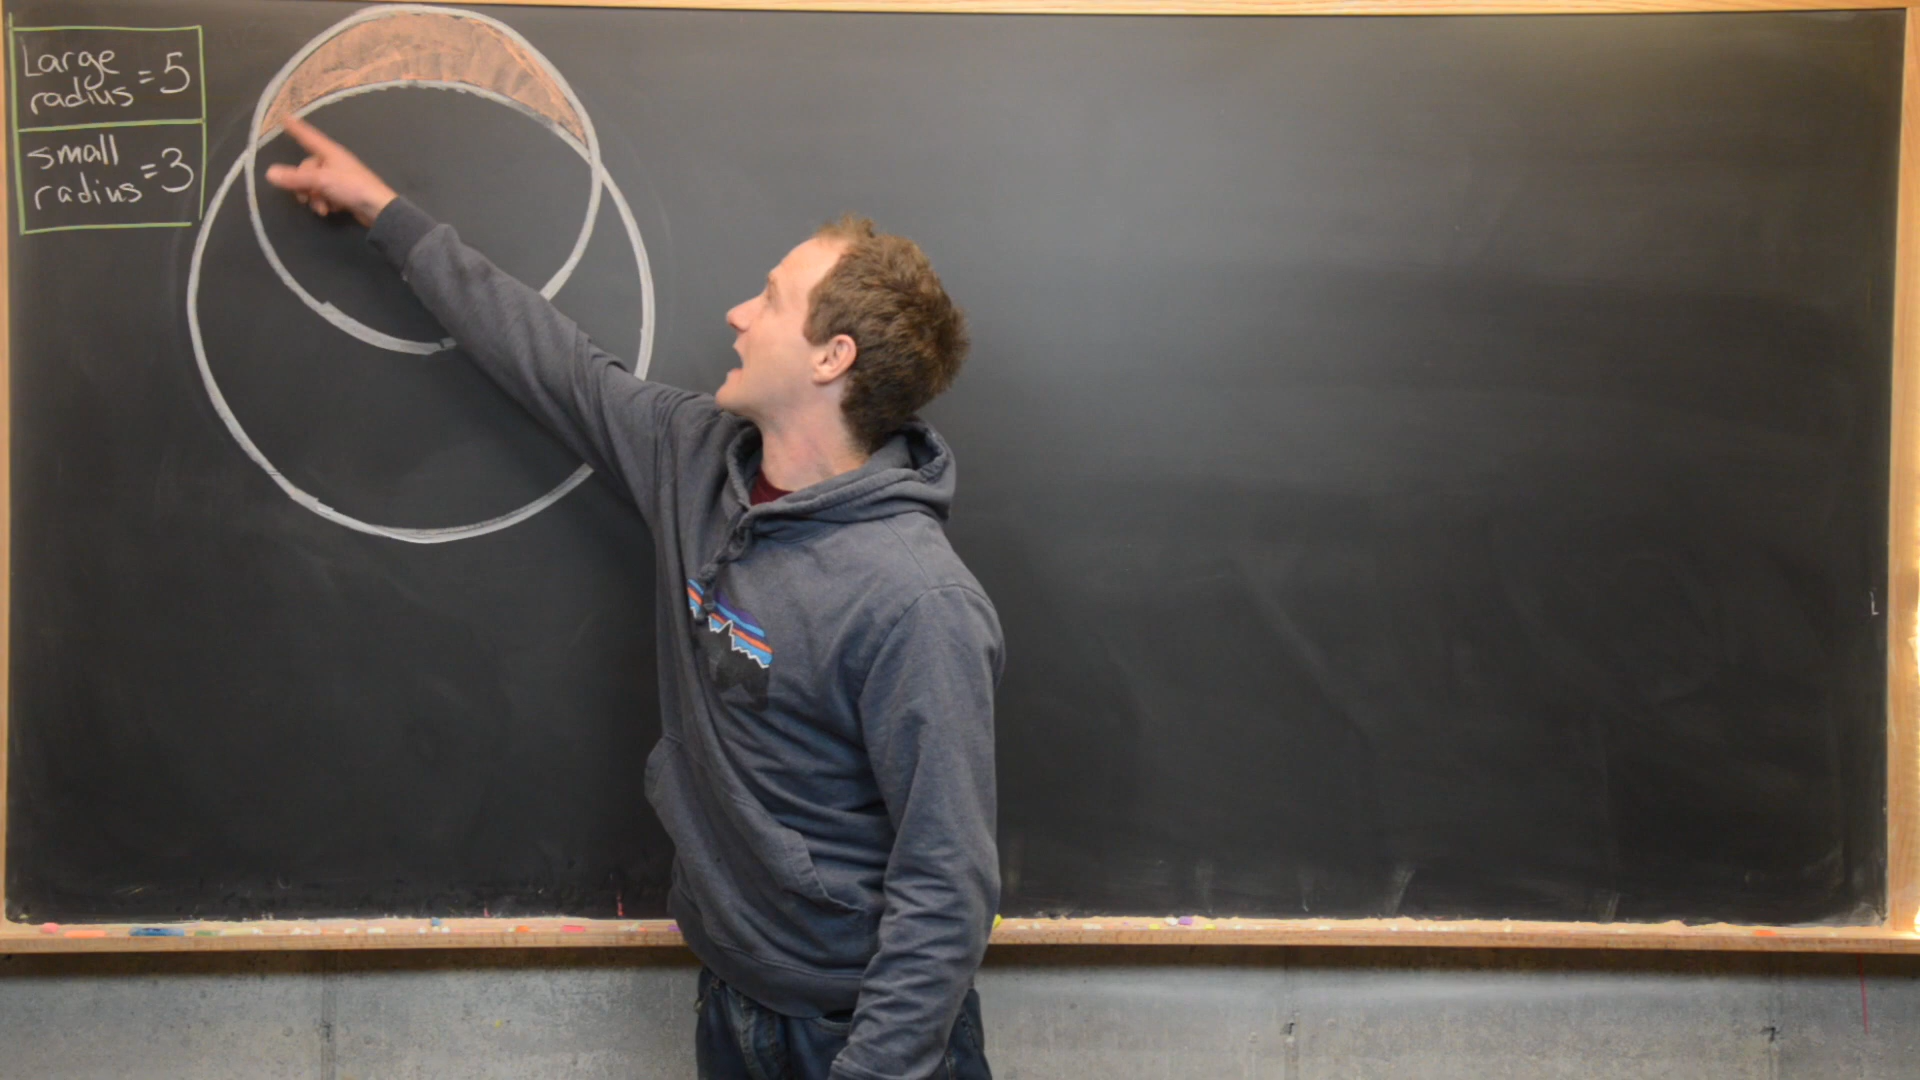 Large
radius = 5
small
radius = 3